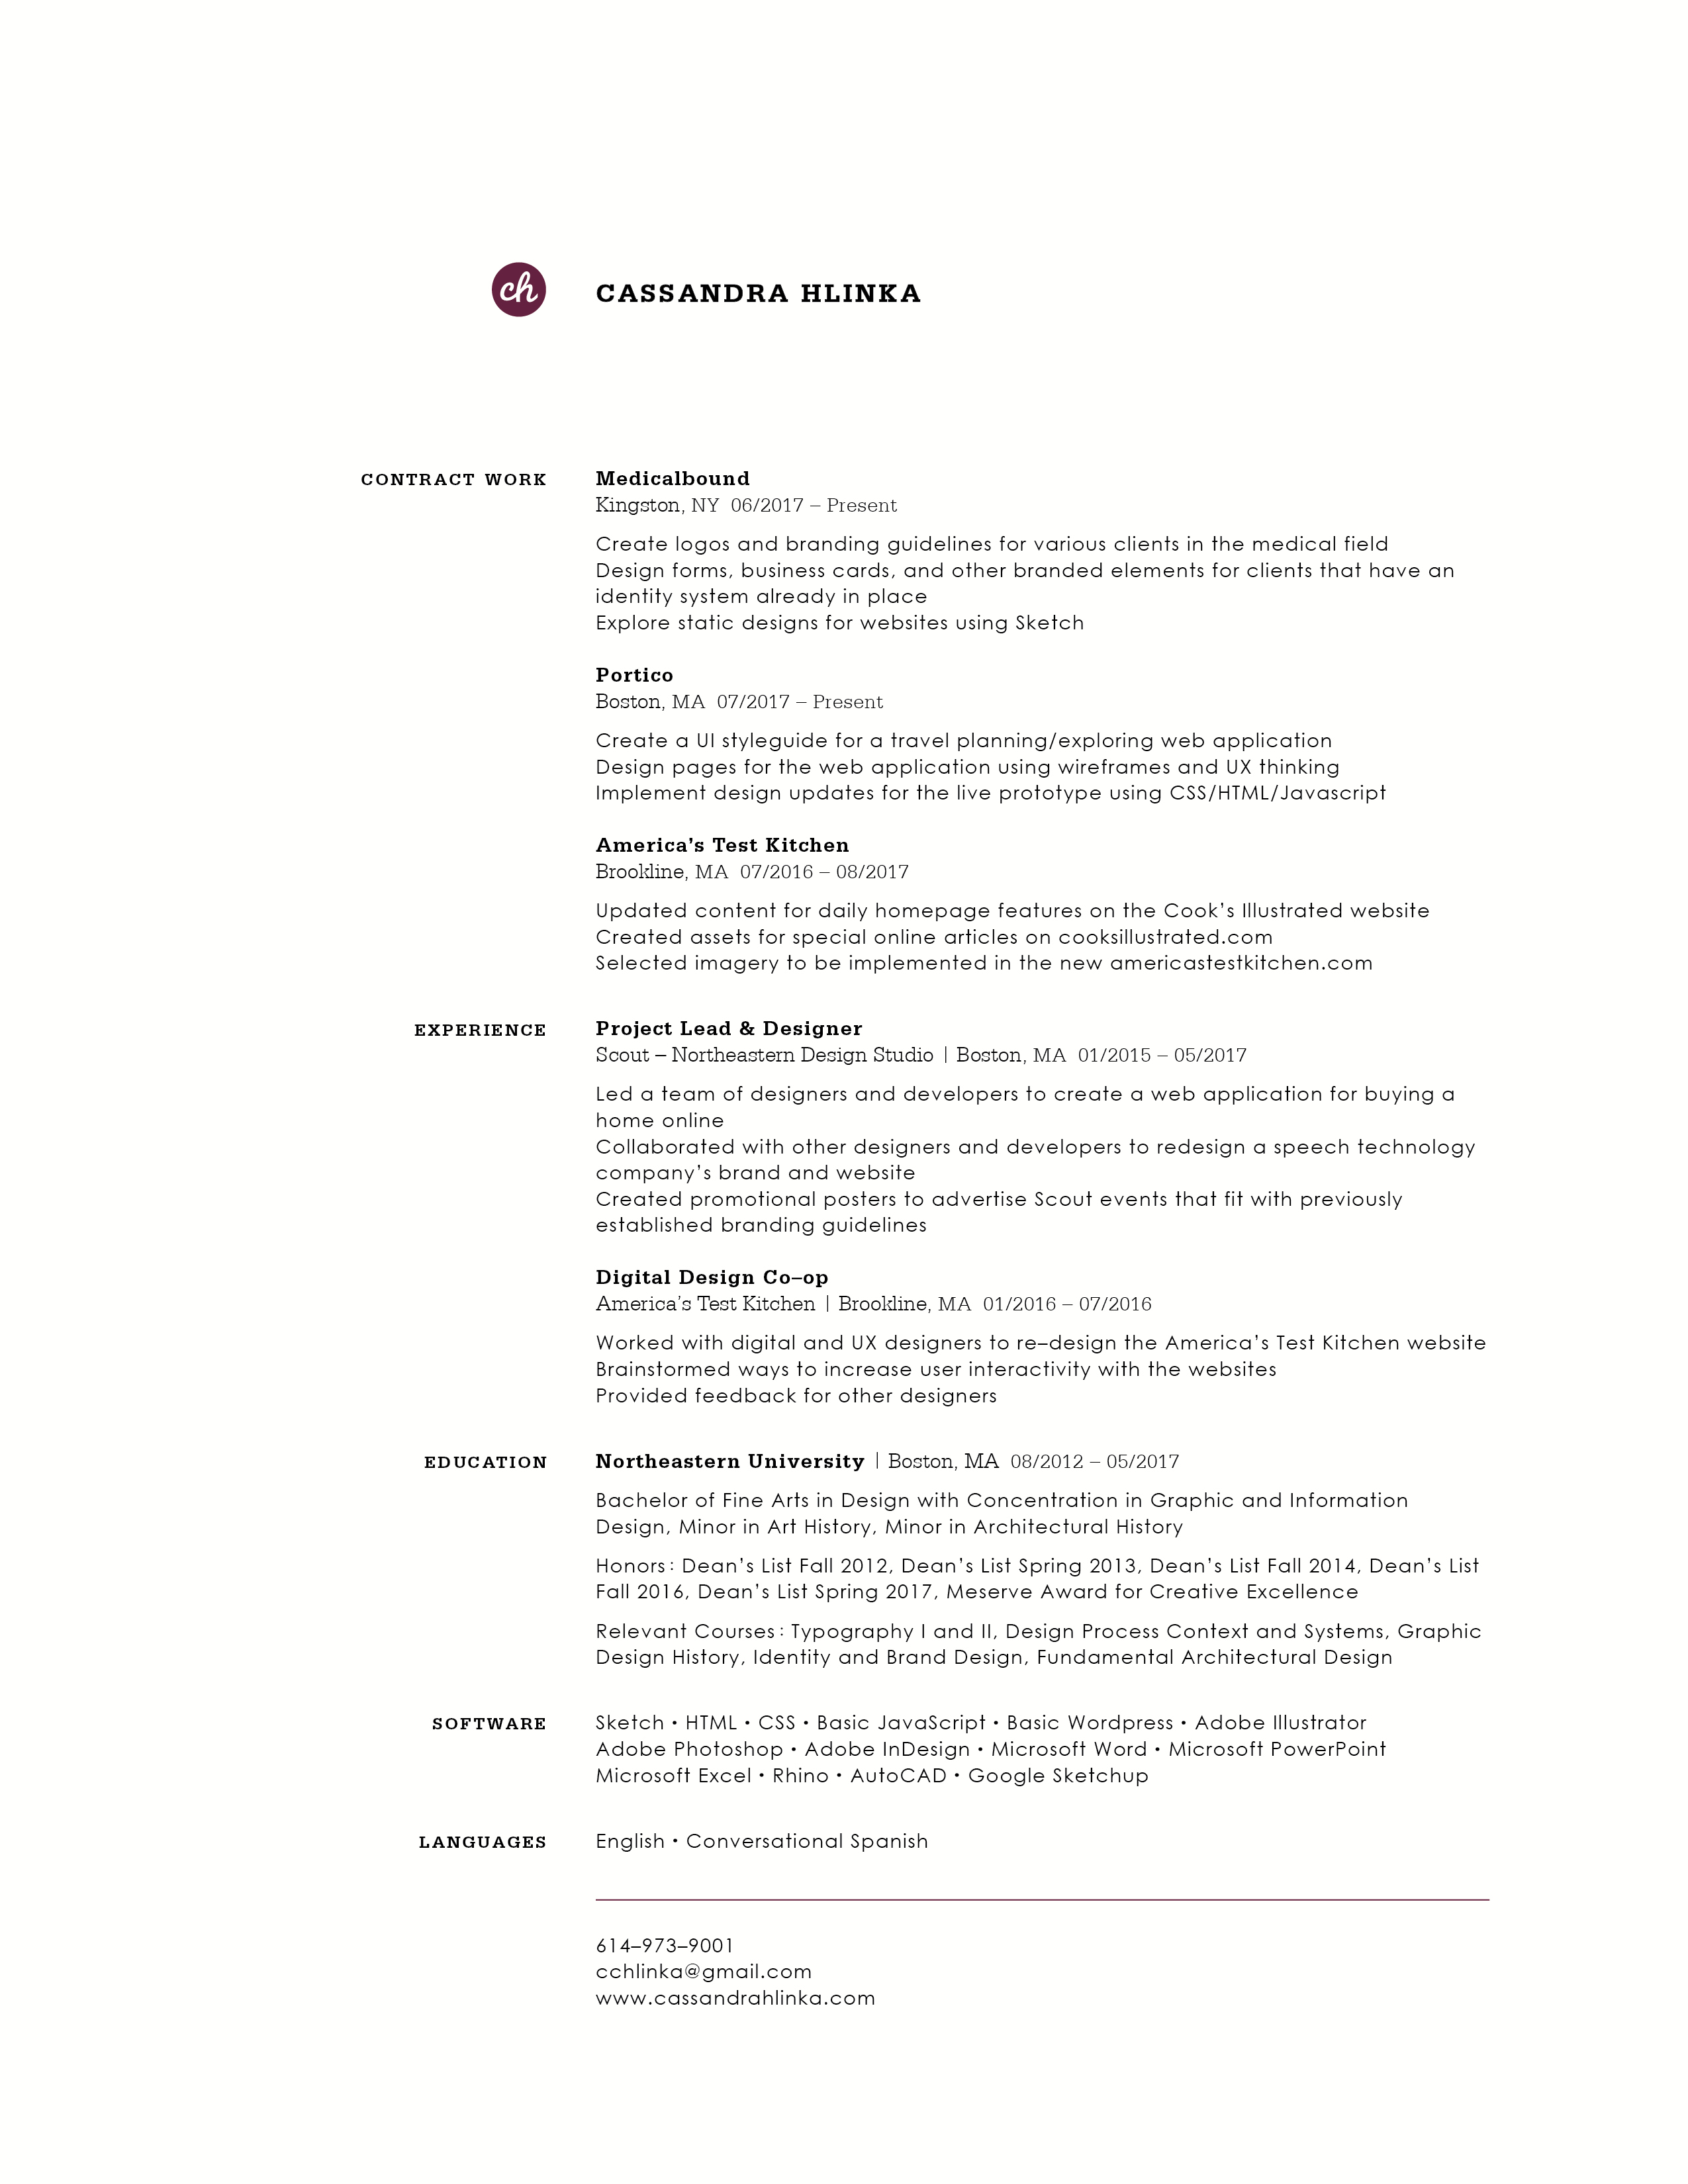 ch
CASSANDRA HLINKA
CONTRACT WORK
Medicalbound
Kingston, NY 06/2017 – Present
Create logos and branding guidelines for various clients in the medical field
Design forms, business cards, and other branded elements for clients that have an
identity system already in place
Explore static designs for websites using Sketch
Portico
Boston, MA 07/2017 – Present
Create a UI styleguide for a travel planning/exploring web application
Design pages for the web application using wireframes and UX thinking
Implement design updates for the live prototype using CSS/HTML/Javascript
America’s Test Kitchen
Brookline, MA 07/2016 – 08/2017
Updated content for daily homepage features on the Cook’s Illustrated website
Created assets for special online articles on cooksillustrated.com
Selected imagery to be implemented in the new americastestkitchen.com
EXPERIENCE
Project Lead & Designer
Scout – Northeastern Design Studio | Boston, MA 01/2015 – 05/2017
Led a team of designers and developers to create a web application for buying a
home online
Collaborated with other designers and developers to redesign a speech technology
company’s brand and website
Created promotional posters to advertise Scout events that fit with previously
established branding guidelines
Digital Design Co–op
America’s Test Kitchen | Brookline, MA 01/2016 – 07/2016
Worked with digital and UX designers to re–design the America’s Test Kitchen website
Brainstormed ways to increase user interactivity with the websites
Provided feedback for other designers
EDUCATION
Northeastern University | Boston, MA 08/2012 – 05/2017
Bachelor of Fine Arts in Design with Concentration in Graphic and Information
Design, Minor in Art History, Minor in Architectural History
Honors: Dean’s List Fall 2012, Dean’s List Spring 2013, Dean’s List Fall 2014, Dean’s List
Fall 2016, Dean’s List Spring 2017, Meserve Award for Creative Excellence
Relevant Courses: Typography I and II, Design Process Context and Systems, Graphic
Design History, Identity and Brand Design, Fundamental Architectural Design
SOFTWARE
Sketch • HTML • CSS • Basic JavaScript • Basic Wordpress • Adobe Illustrator
Adobe Photoshop • Adobe InDesign • Microsoft Word • Microsoft PowerPoint
Microsoft Excel • Rhino • AutoCAD • Google Sketchup
LANGUAGES
English • Conversational Spanish
614–973–9001
cchlinka@gmail.com
www.cassandrahlinka.com